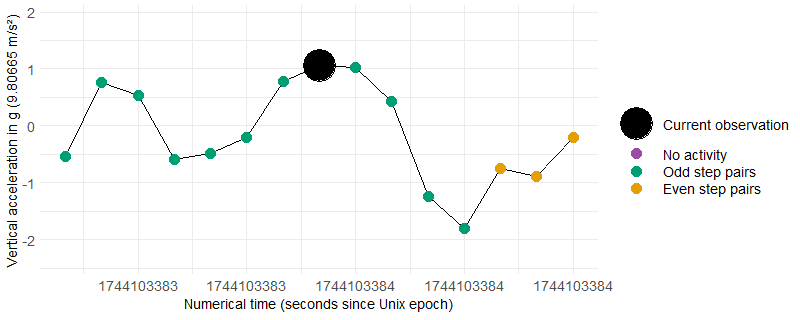 Vertical acceleration in g (9.80665 m/s²)
2
1
0
-1
-2
1744103383
1744103383
1744103384
1744103384
1744103384
Numerical time (seconds since Unix epoch)
Current observation
No activity
Odd step pairs
Even step pairs